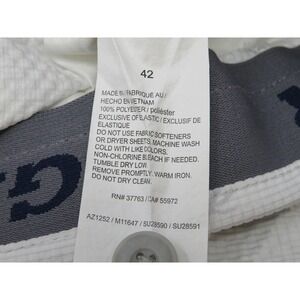 42
MADE IN/FABRIQUÉ AU/
HECHO EN VIETNAM
100% POLYESTER / poliéster
EXCLUSIVE OF ELASTIC / EXCLUSIF DE
ÉLASTIQUE
DO NOT USE FABRIC SOFTENERS
OR DRYER SHEETS. MACHINE WASH
COLD WITH LIKE COLORS.
NON-CHLORINE BLEACH IF NEEDED.
TUMBLE DRY LOW.
REMOVE PROMPTLY. WARM IRON.
DO NOT DRY CLEAN.
RN# 37763 / CA# 55972
AZ1252 / M11647 / SU28590 / SU28591
G